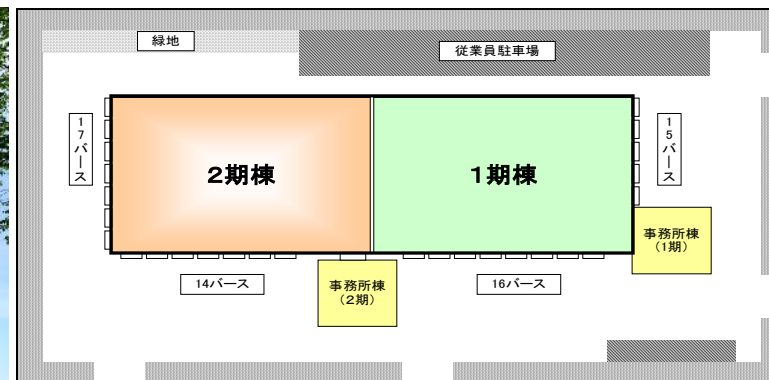 緑地
従業員駐車場
17バース
2期棟
1期棟
15バース
事務所棟
(1期)
14バース
事務所棟
(2期)
16バース